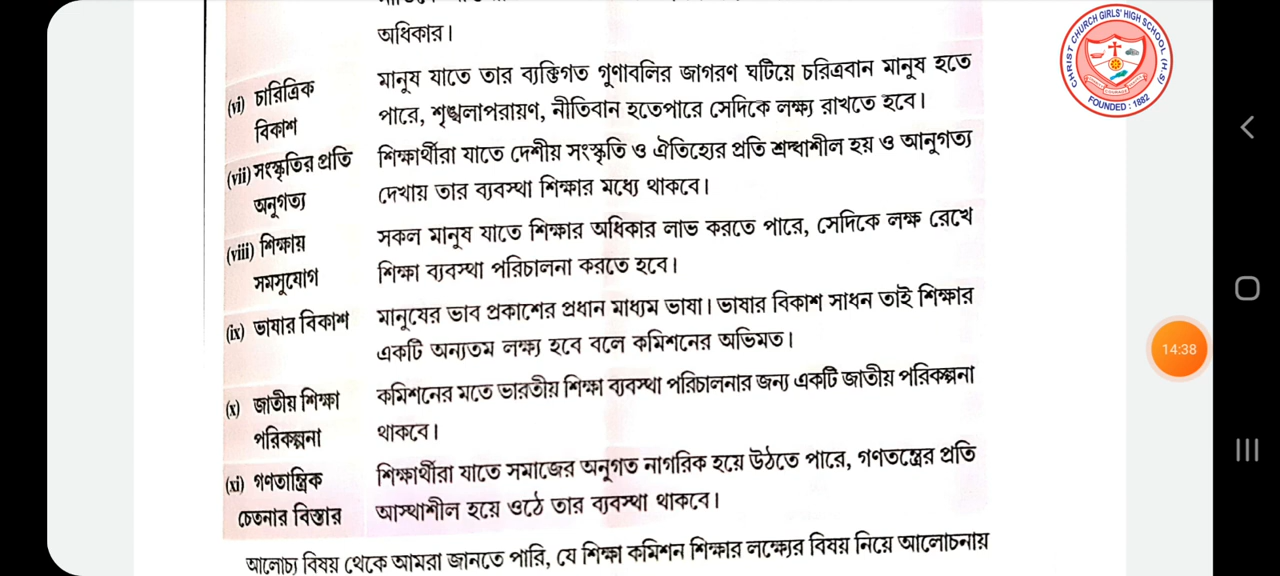 অধিকার।
(vi) চারিত্রিক বিকাশ
মানুষ যাতে তার ব্যক্তিগত গুণাবলির জাগরণ ঘটিয়ে চরিত্রবান মানুষ হতে
পারে, শৃঙ্খলাপরায়ণ, নীতিবান হতেপারে সেদিকে লক্ষ্য রাখতে হবে।
(vii) সংস্কৃতির প্রতি
অনুগত্য
শিক্ষার্থীরা যাতে দেশীয় সংস্কৃতি ও ঐতিহ্যের প্রতি শ্রদ্ধাশীল হয় ও আনুগত্য
দেখায় তার ব্যবস্থা শিক্ষার মধ্যে থাকবে।
(viii) শিক্ষায়
সমসুযোগ
সকল মানুষ যাতে শিক্ষার অধিকার লাভ করতে পারে, সেদিকে লক্ষ রেখে
শিক্ষা ব্যবস্থা পরিচালনা করতে হবে।
(ix) ভাষার বিকাশ
মানুষের ভাব প্রকাশের প্রধান মাধ্যম ভাষা। ভাষার বিকাশ সাধন তাই শিক্ষার
একটি অন্যতম লক্ষ্য হবে বলে কমিশনের অভিমত।
(x) জাতীয় শিক্ষা
পরিকল্পনা
কমিশনের মতে ভারতীয় শিক্ষা ব্যবস্থা পরিচালনার জন্য একটি জাতীয় পরিকল্পনা
থাকবে।
(xi) গণতান্ত্রিক
চেতনার বিস্তার
শিক্ষার্থীরা যাতে সমাজের অনুগত নাগরিক হয়ে উঠতে পারে, গণতন্ত্রের প্রতি
আস্থাশীল হয়ে ওঠে তার ব্যবস্থা থাকবে।
আলোচ্য বিষয় থেকে আমরা জানতে পারি, যে শিক্ষা কমিশন শিক্ষার লক্ষ্যের বিষয় নিয়ে আলোচনায়
CHRIST CHURCH GIRLS' HIGH SCHOOL (H.S)
FOUNDED : 1882
14:38